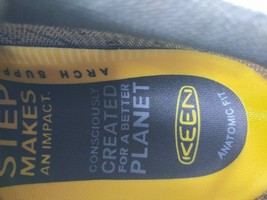 ARCH SUPP
STEP
MAKES
AN IMPACT.
CONSCIOUSLY
CREATED
FOR A BETTER
PLANET
KEEN
ANATOMIC FIT